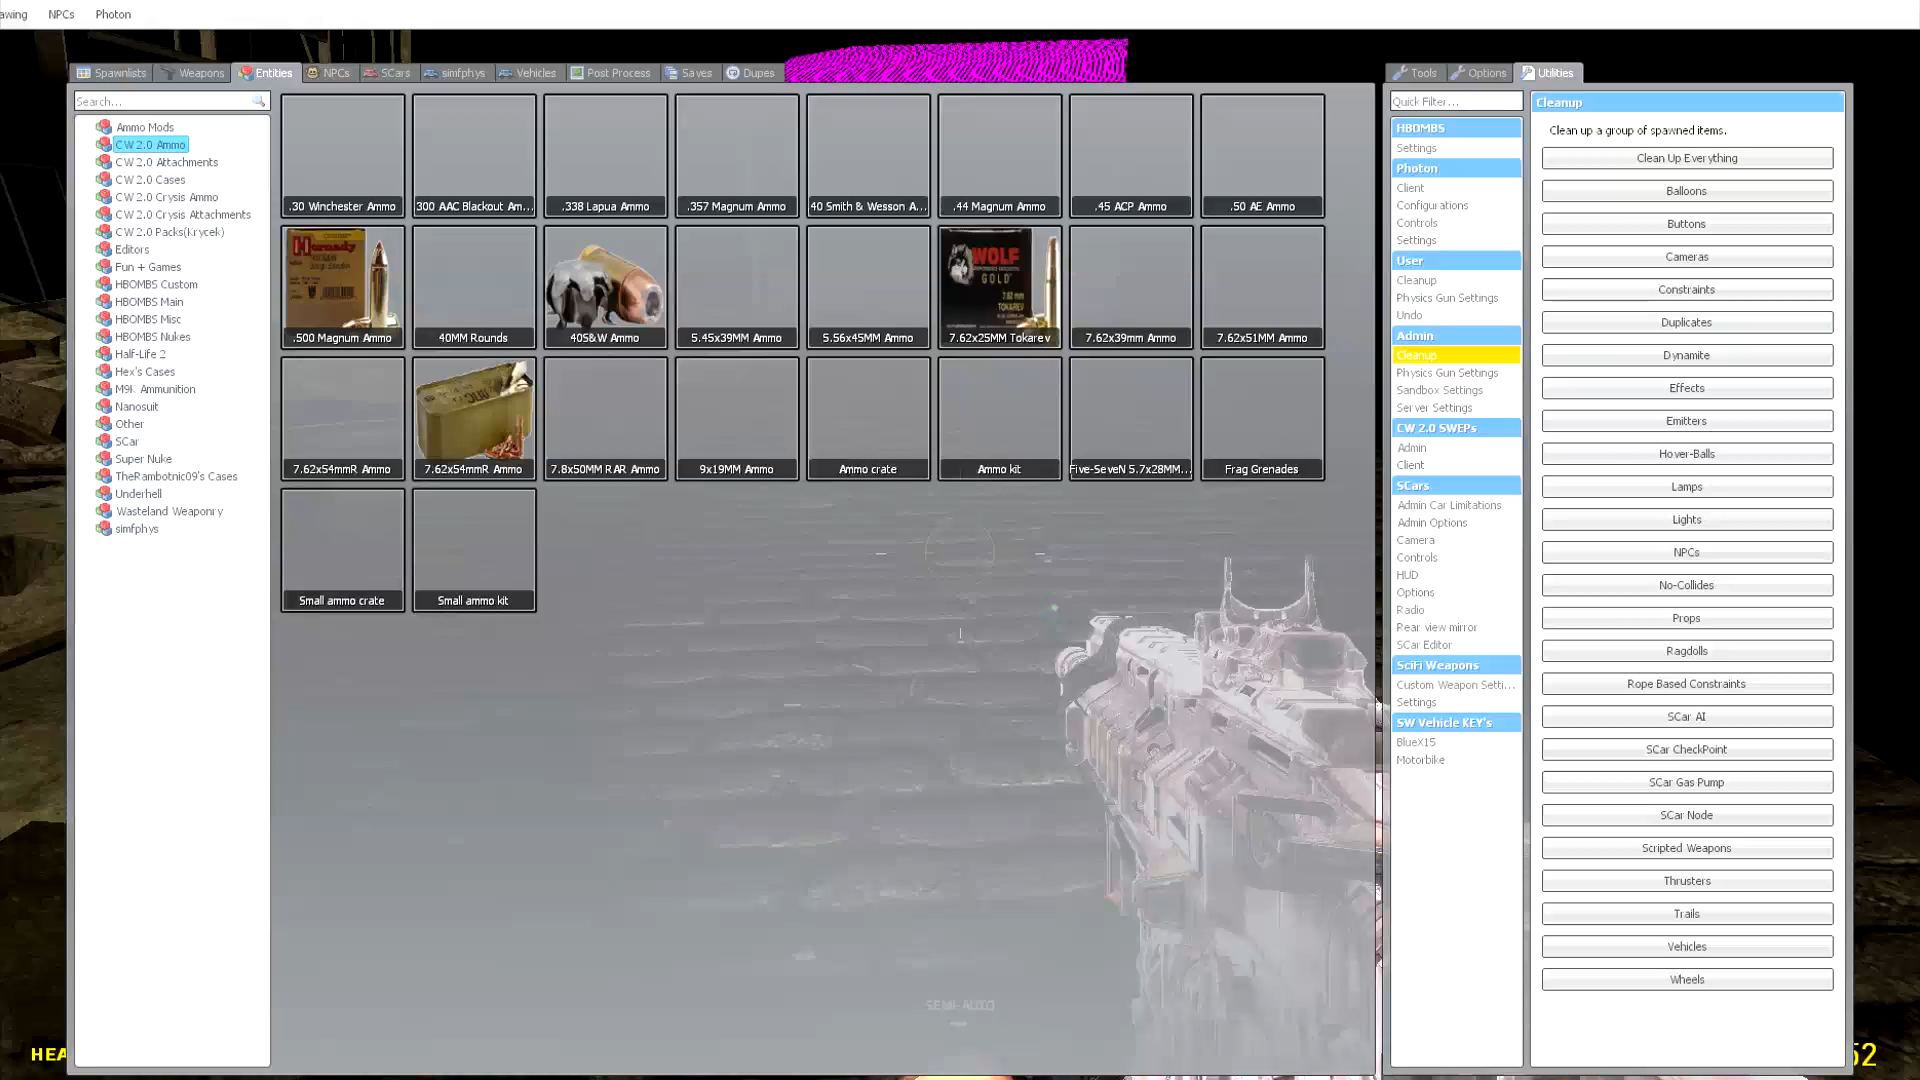 awing NPCs Photon
Spawnlists Weapons Entities NPCs SCars simfphys Vehicles Post Process Saves Dupes
Search...
Ammo Mods
CW 2.0 Ammo
CW 2.0 Attachments
CW 2.0 Cases
CW 2.0 Crysis Ammo
CW 2.0 Crysis Attachments
CW 2.0 Packs(Krycek)
Editors
Fun + Games
HBOMBS Custom
HBOMBS Main
HBOMBS Misc
HBOMBS Nukes
Half-Life 2
Hex's Cases
M9K Ammunition
Nanosuit
Other
SCar
Super Nuke
TheRambotnic09's Cases
Underhell
Wasteland Weaponry
simfphys
.30 Winchester Ammo
300 AAC Blackout Am...
.338 Lapua Ammo
.357 Magnum Ammo
40 Smith & Wesson A...
.44 Magnum Ammo
.45 ACP Ammo
.50 AE Ammo
Hornady
.500 Magnum Ammo
40MM Rounds
40S&W Ammo
5.45x39MM Ammo
5.56x45MM Ammo
WOLF
GOLD
7.62 mm
TOKAREV
7.62x25MM Tokarev
7.62x39mm Ammo
7.62x51MM Ammo
7.62x54mmR Ammo
7.62x54mmR Ammo
7.8x50MM RAR Ammo
9x19MM Ammo
Ammo crate
Ammo kit
Five-SeveN 5.7x28MM...
Frag Grenades
Small ammo crate
Small ammo kit
SEMI-AUTO
HEA
Tools Options Utilities
Quick Filter...
HBOMBS
Settings
Photon
Client
Configurations
Controls
Settings
User
Cleanup
Physics Gun Settings
Undo
Admin
Cleanup
Physics Gun Settings
Sandbox Settings
Server Settings
CW 2.0 SWEPs
Admin
Client
SCars
Admin Car Limitations
Admin Options
Camera
Controls
HUD
Options
Radio
Rear view mirror
SCar Editor
SciFi Weapons
Custom Weapon Setti...
Settings
SW Vehicle KEY's
BlueX15
Motorbike
Cleanup
Clean up a group of spawned items.
Clean Up Everything
Balloons
Buttons
Cameras
Constraints
Duplicates
Dynamite
Effects
Emitters
Hover-Balls
Lamps
Lights
NPCs
No-Collides
Props
Ragdolls
Rope Based Constraints
SCar AI
SCar CheckPoint
SCar Gas Pump
SCar Node
Scripted Weapons
Thrusters
Trails
Vehicles
Wheels
52